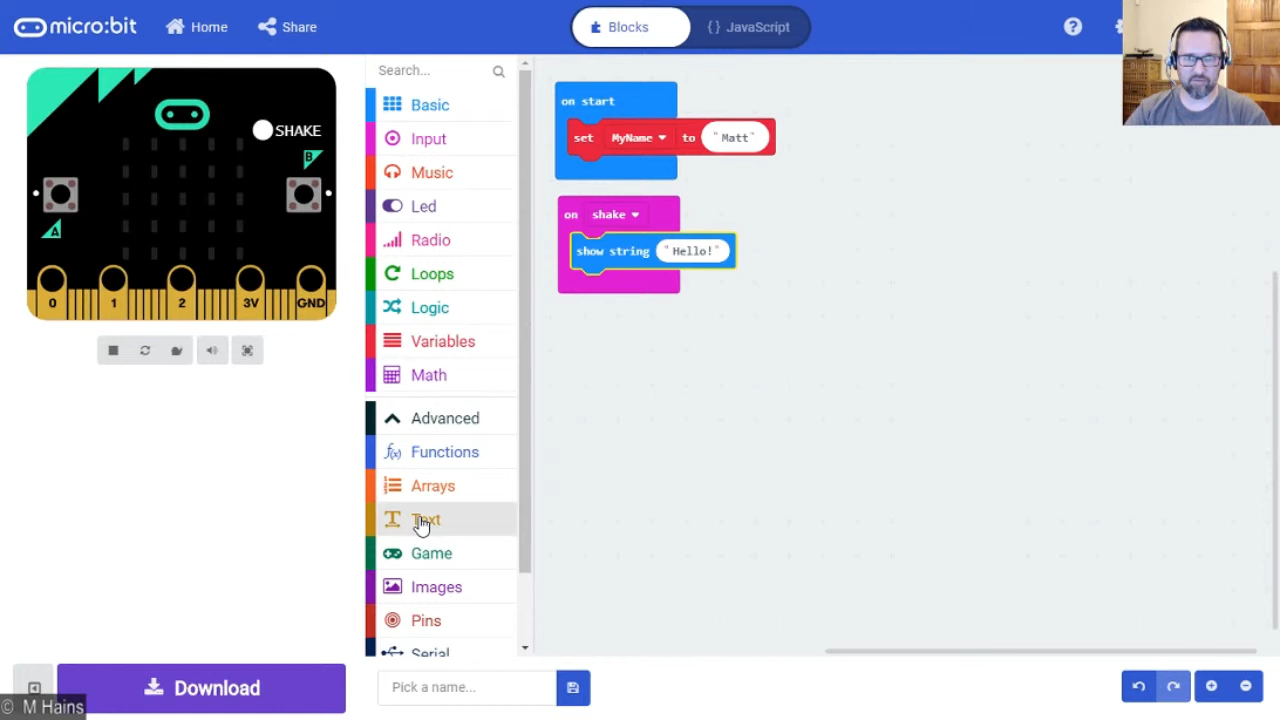 micro:bit
Home
Share
Blocks
{ } JavaScript
?
SHAKE
B
A
0 1 2 3V GND
Search...
Basic
Input
Music
Led
Radio
Loops
Logic
Variables
Math
Advanced
f(x) Functions
Arrays
Text
Game
Images
Pins
Serial
on start
set MyName to "Matt"
on shake
show string "Hello!"
Download
Pick a name...
© M Hains